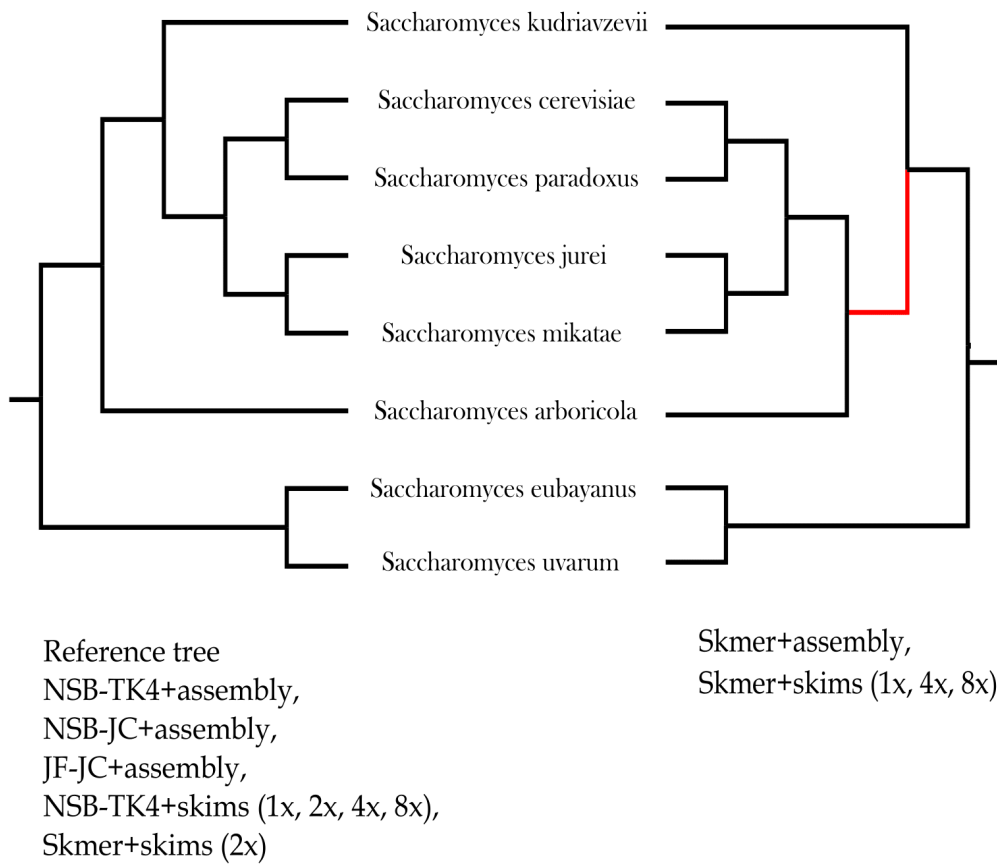 Saccharomyces kudriavzevii
Saccharomyces cerevisiae
Saccharomyces paradoxus
Saccharomyces jurei
Saccharomyces mikatae
Saccharomyces arboricola
Saccharomyces eubayanus
Saccharomyces uvarum
Reference tree
NSB-TK4+assembly,
NSB-JC+assembly,
JF-JC+assembly,
NSB-TK4+skims (1x, 2x, 4x, 8x),
Skmer+skims (2x)
Skmer+assembly,
Skmer+skims (1x, 4x, 8x)